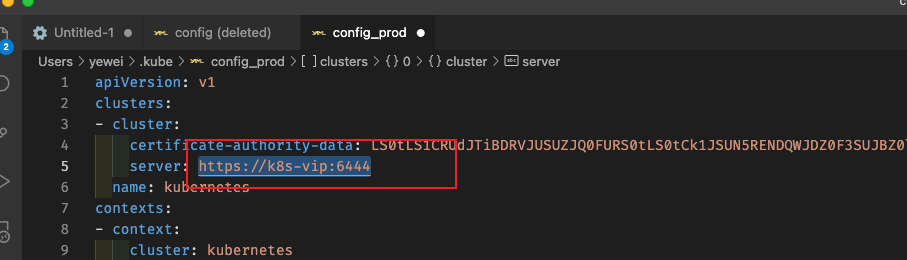 c
Untitled-1
config (deleted)
config_prod
2
Users > yewei > .kube > config_prod > [ ] clusters > {} 0 > {} cluster > server
1 apiVersion: v1
2 clusters:
3 - cluster:
4 certificate-authority-data:
5 server: https://k8s-vip:6444
6 name: kubernetes
7 contexts:
8 - context:
9 cluster: kubernetes